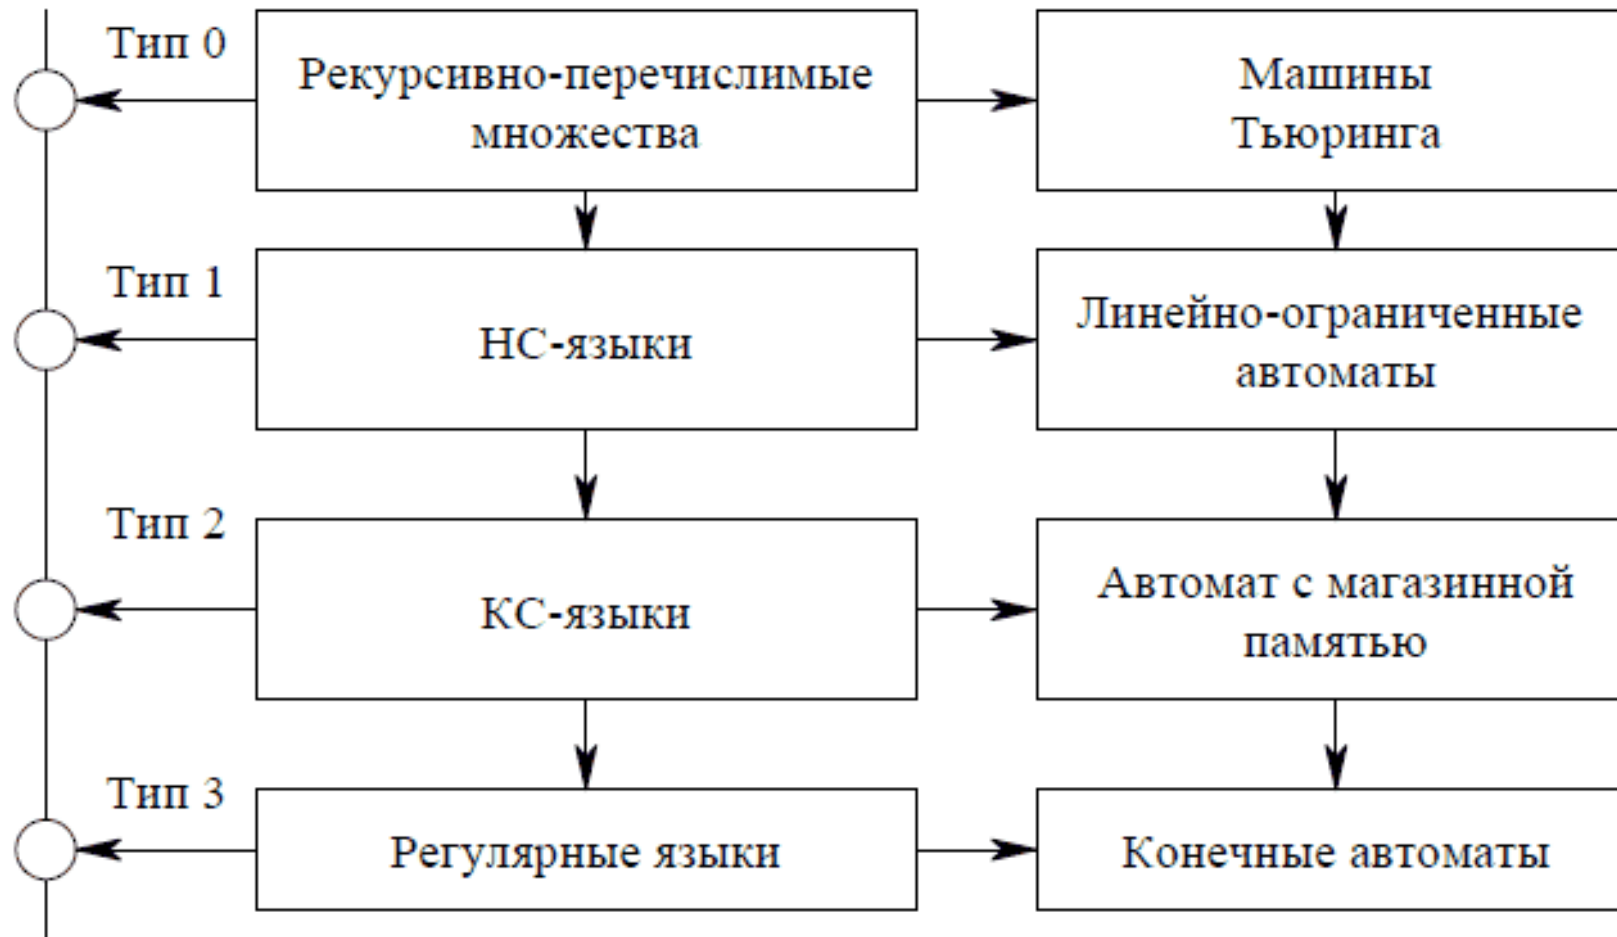 Тип 0
Рекурсивно-перечислимые
множества
Машины
Тьюринга
Тип 1
НС-языки
Линейно-ограниченные
автоматы
Тип 2
КС-языки
Автомат с магазинной
памятью
Тип 3
Регулярные языки
Конечные автоматы